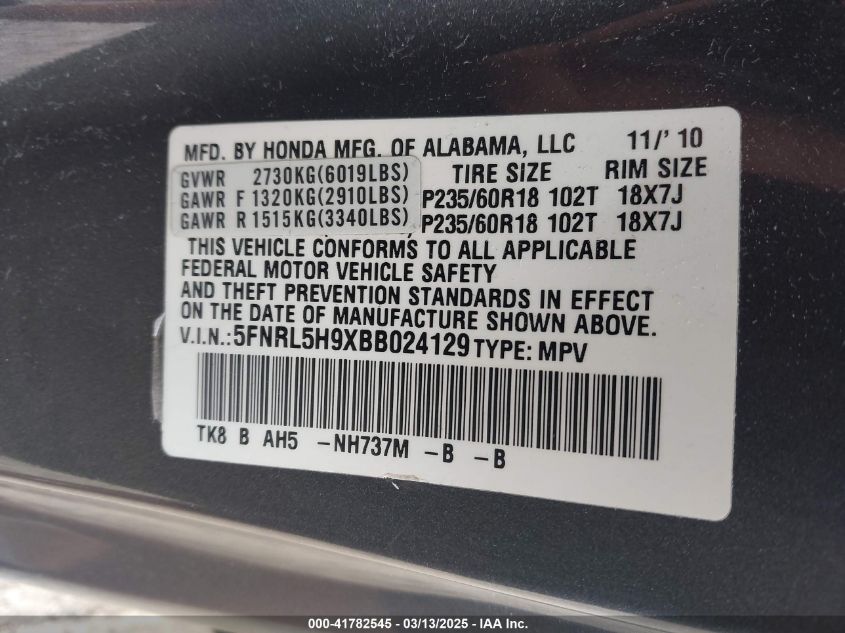 MFD. BY HONDA MFG. OF ALABAMA, LLC 11/' 10
GVWR 2730KG(6019LBS) TIRE SIZE RIM SIZE
GAWR F 1320KG(2910LBS) P235/60R18 102T 18X7J
GAWR R 1515KG(3340LBS) P235/60R18 102T 18X7J
THIS VEHICLE CONFORMS TO ALL APPLICABLE
FEDERAL MOTOR VEHICLE SAFETY
AND THEFT PREVENTION STANDARDS IN EFFECT
ON THE DATE OF MANUFACTURE SHOWN ABOVE.
V.I.N.:5FNRL5H9XBB024129 TYPE: MPV
TK8 B AH5 -NH737M -B -B
000-41782545 - 03/13/2025 - IAA Inc.